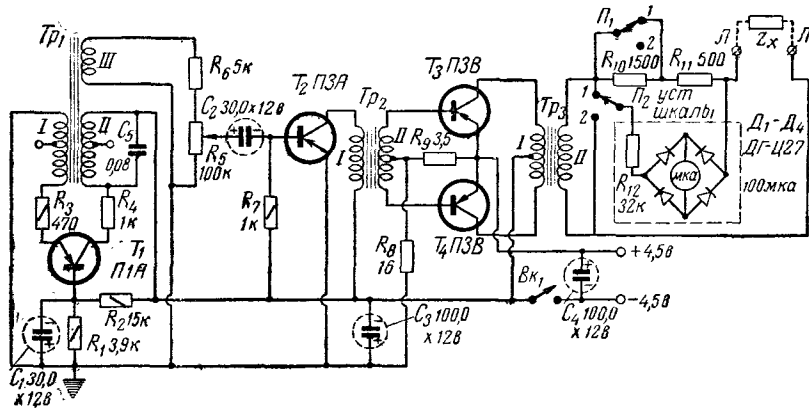 Тр₁
III
I
II
C₅
0,08
R₃
470
R₄
1к
T₁
П1А
C₁ 30,0
×12в
R₁ 3,9к
R₂ 15к
R₆ 5к
R₅
100к
C₂ 30,0×12в
R₇
1к
T₂ П3А
Тр₂
I
II
R₉ 3,5
R₈
16
C₃ 100,0
×12в
T₃ П3В
T₄ П3В
Тр₃
I
II
Вк₁
C₄ 100,0
×12в
+4,5в
−4,5в
П₁
1
2
R₁₀ 1500
R₁₁ 500
1
2
П₂ уст
шкалы
R₁₂
32к
мка
Д₁-Д₄
ДГ-Ц27
100мка
Л
Zx
Л